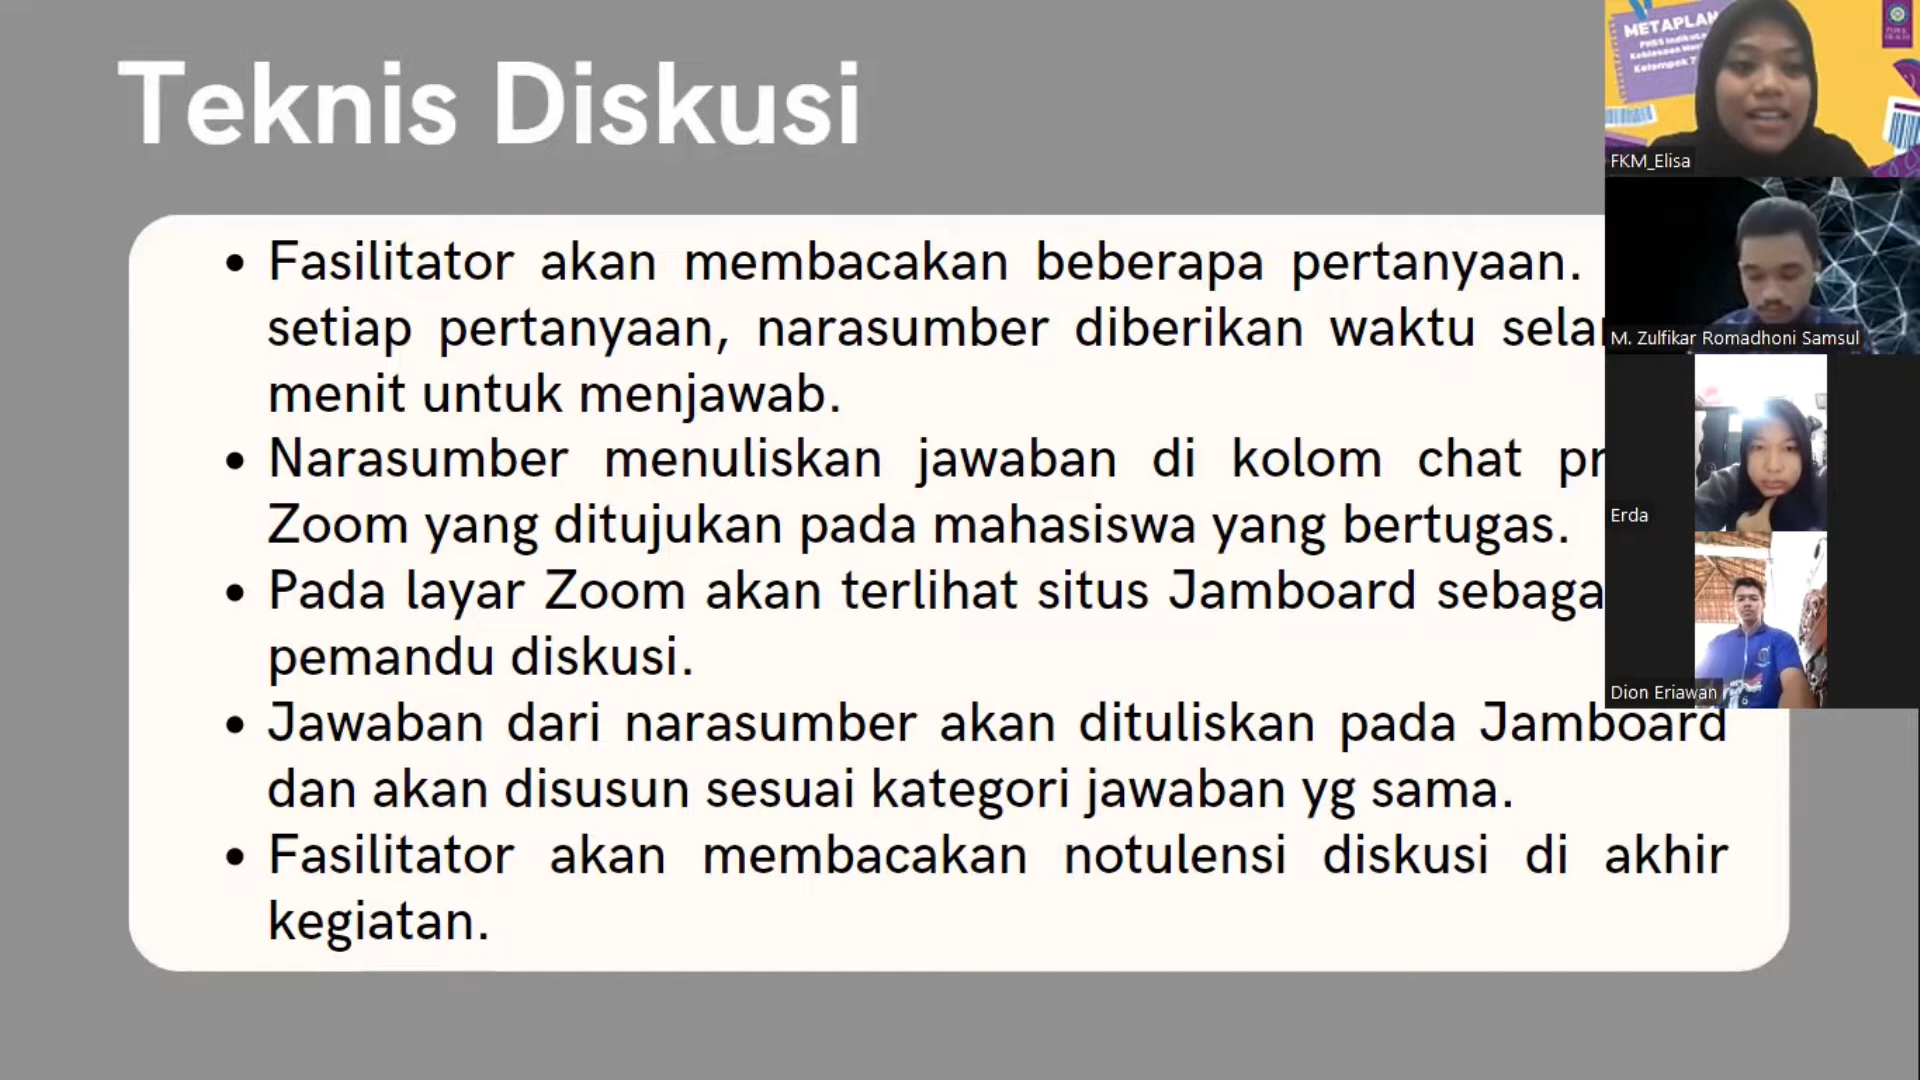 Teknis Diskusi
Fasilitator akan membacakan beberapa pertanyaan.
setiap pertanyaan, narasumber diberikan waktu
menit untuk menjawab.
Narasumber menuliskan jawaban di kolom chat
Zoom yang ditujukan pada mahasiswa yang bertugas.
Pada layar Zoom akan terlihat situs Jamboard
pemandu diskusi.
Jawaban dari narasumber akan dituliskan pada Jamboard
dan akan disusun sesuai kategori jawaban yg sama.
Fasilitator akan membacakan notulensi diskusi di akhir
kegiatan.
METAPLAN
Kelompok 7
FKM_Elisa
M. Zulfikar Romadhoni Samsul
Erda
Dion Eriawan